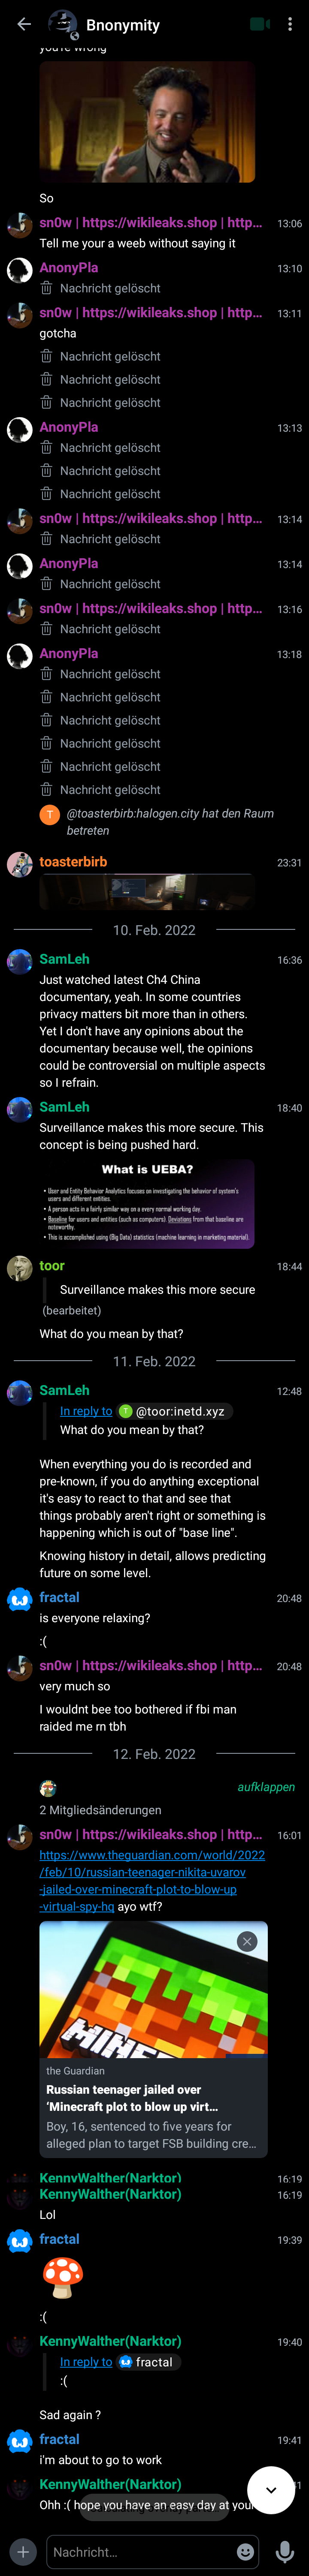 Bnonymity
you're wrong
So
sn0w | https://wikileaks.shop | http... 13:06
Tell me your a weeb without saying it
AnonyPla 13:10
Nachricht gelöscht
sn0w | https://wikileaks.shop | http... 13:11
gotcha
Nachricht gelöscht
Nachricht gelöscht
Nachricht gelöscht
AnonyPla 13:13
Nachricht gelöscht
Nachricht gelöscht
Nachricht gelöscht
sn0w | https://wikileaks.shop | http... 13:14
Nachricht gelöscht
AnonyPla 13:14
Nachricht gelöscht
sn0w | https://wikileaks.shop | http... 13:16
Nachricht gelöscht
AnonyPla 13:18
Nachricht gelöscht
Nachricht gelöscht
Nachricht gelöscht
Nachricht gelöscht
Nachricht gelöscht
Nachricht gelöscht
T @toasterbirb:halogen.city hat den Raum
betreten
toasterbirb 23:31
10. Feb. 2022
SamLeh 16:36
Just watched latest Ch4 China
documentary, yeah. In some countries
privacy matters bit more than in others.
Yet I don't have any opinions about the
documentary because well, the opinions
could be controversial on multiple aspects
so I refrain.
SamLeh 18:40
Surveillance makes this more secure. This
concept is being pushed hard.
What is UEBA?
• User and Entity Behavior Analytics focuses on investigating the behavior of system's
users and different entities.
• A person acts in a fairly similar way on a every normal working day.
• Baseline for users and entities (such as computers). Deviations from that baseline are
noteworthy.
• This is accomplished using (Big Data) statistics (machine learning in marketing material).
toor 18:44
Surveillance makes this more secure
(bearbeitet)
What do you mean by that?
11. Feb. 2022
SamLeh 12:48
In reply to T @toor:inetd.xyz
What do you mean by that?
When everything you do is recorded and
pre-known, if you do anything exceptional
it's easy to react to that and see that
things probably aren't right or something is
happening which is out of "base line".
Knowing history in detail, allows predicting
future on some level.
fractal 20:48
is everyone relaxing?
:(
sn0w | https://wikileaks.shop | http... 20:48
very much so
I wouldnt bee too bothered if fbi man
raided me rn tbh
12. Feb. 2022
aufklappen
2 Mitgliedsänderungen
sn0w | https://wikileaks.shop | http... 16:01
https://www.theguardian.com/world/2022
/feb/10/russian-teenager-nikita-uvarov
-jailed-over-minecraft-plot-to-blow-up
-virtual-spy-hq ayo wtf?
the Guardian
Russian teenager jailed over
‘Minecraft plot to blow up virt...
Boy, 16, sentenced to five years for
alleged plan to target FSB building cre...
KennyWalther(Narktor) 16:19
KennyWalther(Narktor) 16:19
Lol
fractal 19:39
:(
KennyWalther(Narktor) 19:40
In reply to fractal
:(
Sad again ?
fractal 19:41
i'm about to go to work
KennyWalther(Narktor)
Ohh :( hope you have an easy day at your
Nachricht...